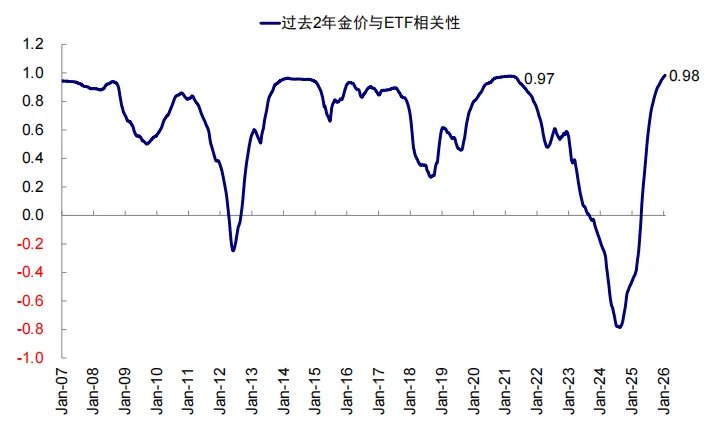 过去2年金价与ETF相关性
1.2
1.0
0.8
0.6
0.4
0.2
0.0
-0.2
-0.4
-0.6
-0.8
-1.0
0.97
0.98
Jan-07
Jan-08
Jan-09
Jan-10
Jan-11
Jan-12
Jan-13
Jan-14
Jan-15
Jan-16
Jan-17
Jan-18
Jan-19
Jan-20
Jan-21
Jan-22
Jan-23
Jan-24
Jan-25
Jan-26